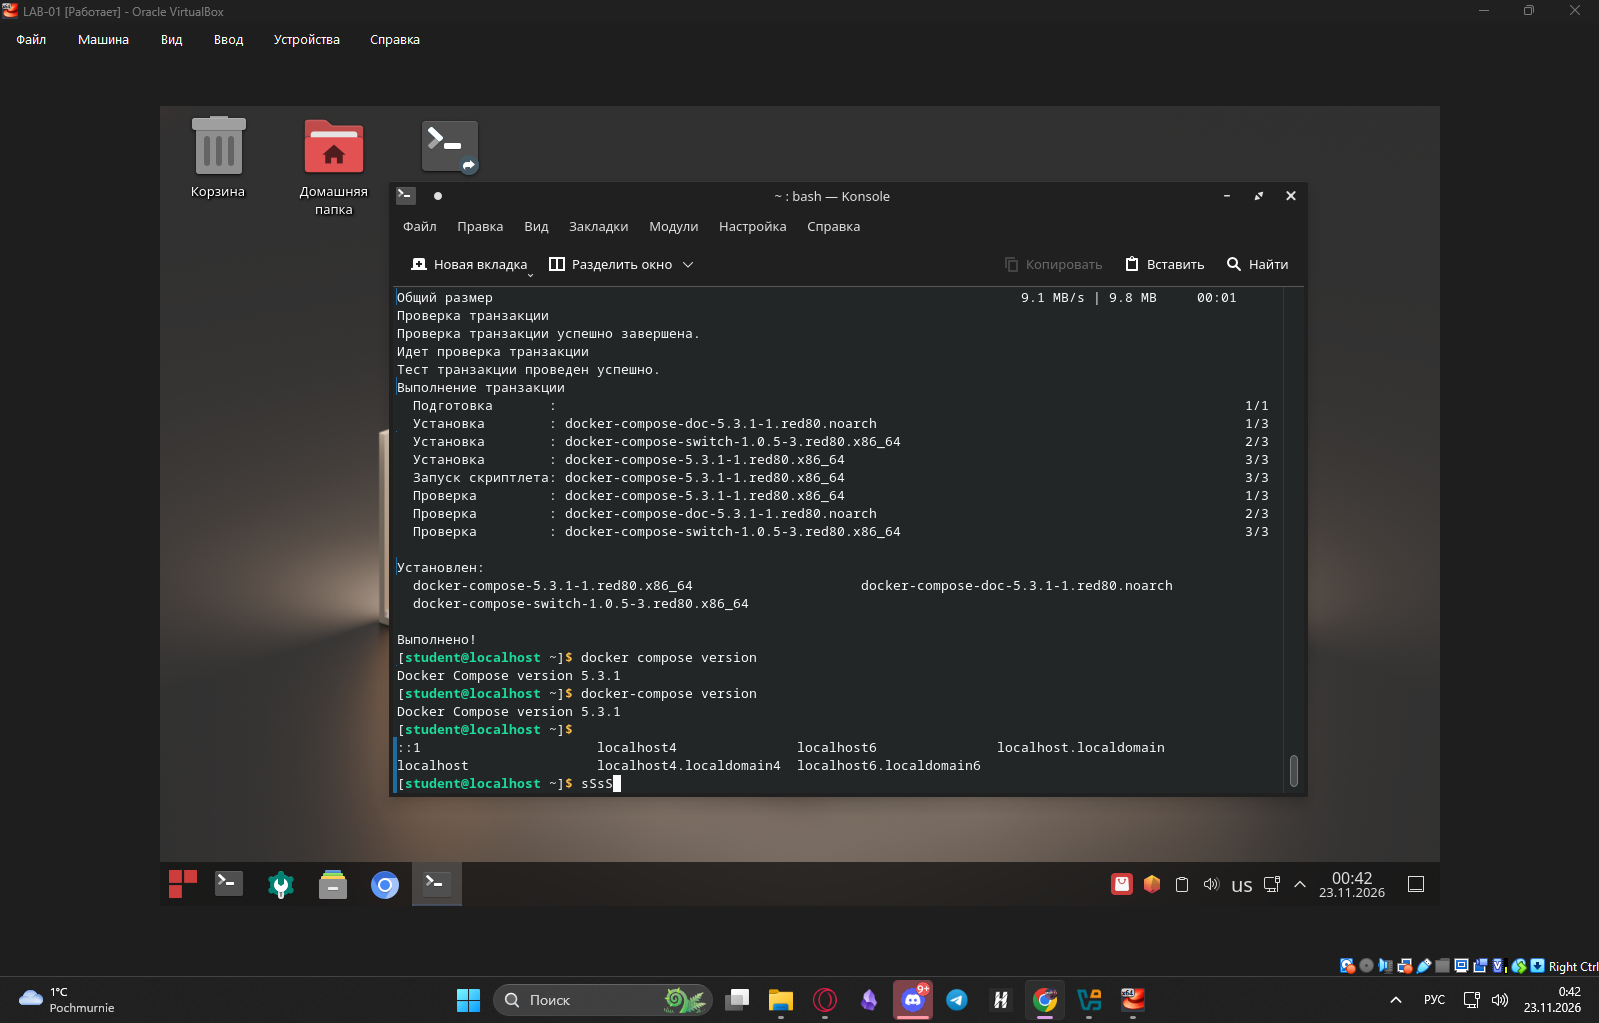 LAB-01 [Работает] - Oracle VirtualBox
Файл Машина Вид Ввод Устройства Справка
Корзина
Домашняя папка
~ : bash — Konsole
Файл Правка Вид Закладки Модули Настройка Справка
Новая вкладка Разделить окно Копировать Вставить Найти
Общий размер 9.1 MB/s | 9.8 MB 00:01
Проверка транзакции
Проверка транзакции успешно завершена.
Идет проверка транзакции
Тест транзакции проведен успешно.
Выполнение транзакции
Подготовка : 1/1
Установка : docker-compose-doc-5.3.1-1.red80.noarch 1/3
Установка : docker-compose-switch-1.0.5-3.red80.x86_64 2/3
Установка : docker-compose-5.3.1-1.red80.x86_64 3/3
Запуск скриптлета: docker-compose-5.3.1-1.red80.x86_64 3/3
Проверка : docker-compose-5.3.1-1.red80.x86_64 1/3
Проверка : docker-compose-doc-5.3.1-1.red80.noarch 2/3
Проверка : docker-compose-switch-1.0.5-3.red80.x86_64 3/3
Установлен:
docker-compose-5.3.1-1.red80.x86_64 docker-compose-doc-5.3.1-1.red80.noarch
docker-compose-switch-1.0.5-3.red80.x86_64
Выполнено!
[student@localhost ~]$ docker compose version
Docker Compose version 5.3.1
[student@localhost ~]$ docker-compose version
Docker Compose version 5.3.1
[student@localhost ~]$
::1 localhost4 localhost6 localhost.localdomain
localhost localhost4.localdomain4 localhost6.localdomain6
[student@localhost ~]$ sSsS
us 00:42
23.11.2026
Right Ctrl
1°C
Pochmurnie
Поиск
9+
x64
РУС
0:42
23.11.2026